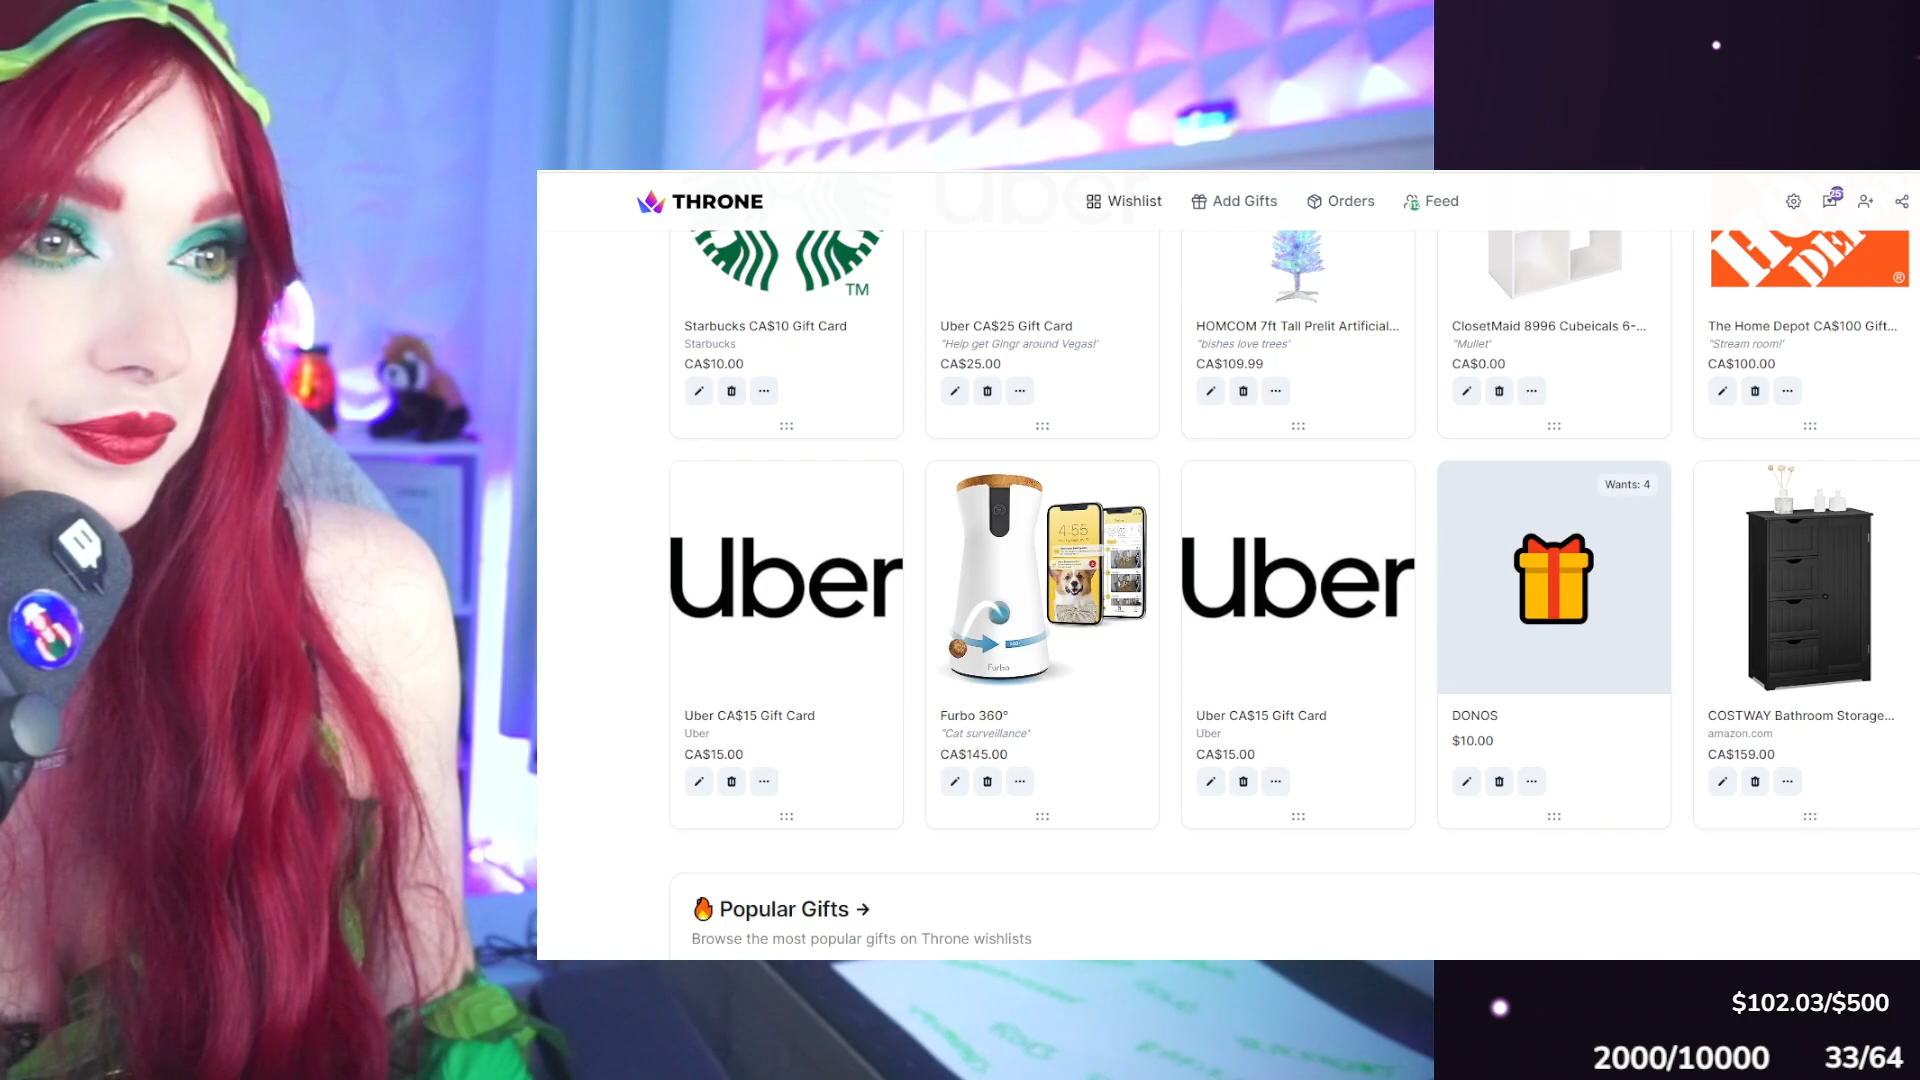 THRONE
Wishlist
Add Gifts
Orders
Feed
25
12
TM
DE
®
Starbucks CA$10 Gift Card
Starbucks
CA$10.00
Uber CA$25 Gift Card
"Help get Gingr around Vegas!"
CA$25.00
HOMCOM 7ft Tall Prelit Artificial...
"bishes love trees"
CA$109.99
ClosetMaid 8996 Cubeicals 6-...
"Mullet"
CA$0.00
The Home Depot CA$100 Gift...
"Stream room!"
CA$100.00
Uber
4:55
Furbo
Uber
Wants: 4
Uber CA$15 Gift Card
Uber
CA$15.00
Furbo 360°
"Cat surveillance"
CA$145.00
Uber CA$15 Gift Card
Uber
CA$15.00
DONOS
$10.00
COSTWAY Bathroom Storage...
amazon.com
CA$159.00
Popular Gifts →
Browse the most popular gifts on Throne wishlists
$102.03/$500
2000/10000
33/64